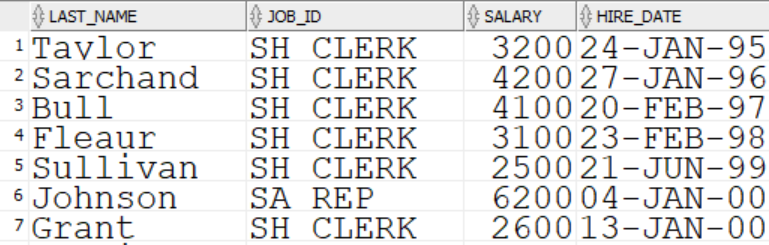 LAST_NAME JOB_ID SALARY HIRE_DATE
1 Taylor SH CLERK 3200 24-JAN-95
2 Sarchand SH CLERK 4200 27-JAN-96
3 Bull SH CLERK 4100 20-FEB-97
4 Fleaur SH CLERK 3100 23-FEB-98
5 Sullivan SH CLERK 2500 21-JUN-99
6 Johnson SA REP 6200 04-JAN-00
7 Grant SH CLERK 2600 13-JAN-00